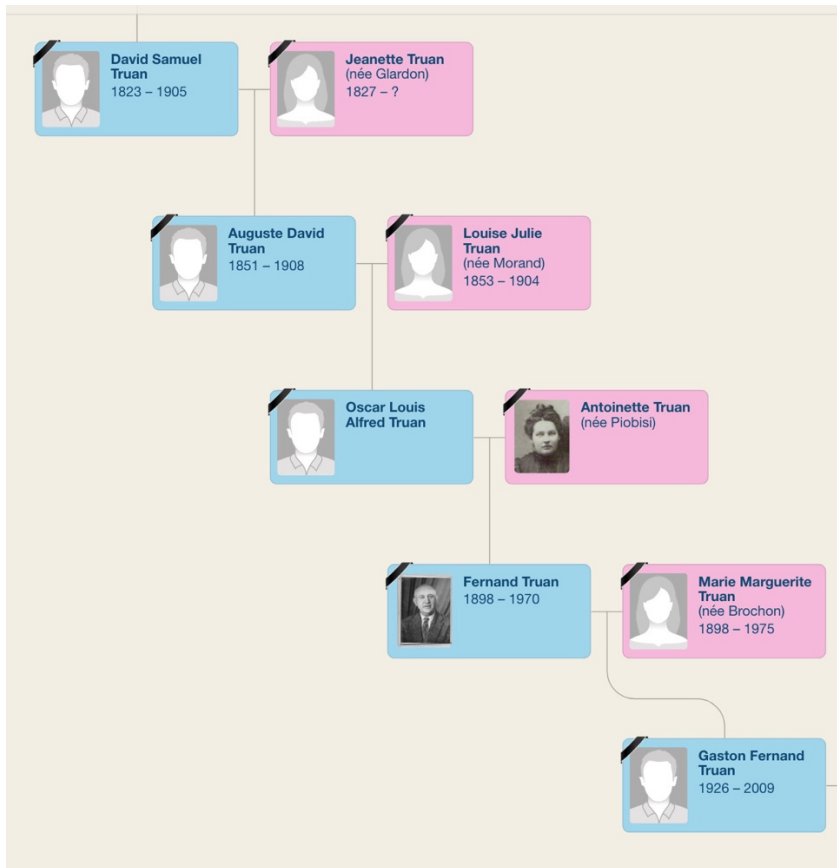 David Samuel
Truan
1823 – 1905
Jeanette Truan
(née Glardon)
1827 – ?
Auguste David
Truan
1851 – 1908
Louise Julie
Truan
(née Morand)
1853 – 1904
Oscar Louis
Alfred Truan
Antoinette Truan
(née Piobisi)
Fernand Truan
1898 – 1970
Marie Marguerite
Truan
(née Brochon)
1898 – 1975
Gaston Fernand
Truan
1926 – 2009